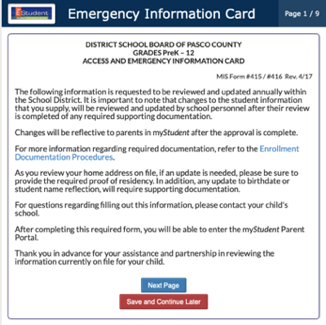 myStudent
Emergency Information Card
Page 1 / 9
DISTRICT SCHOOL BOARD OF PASCO COUNTY
GRADES PreK – 12
ACCESS AND EMERGENCY INFORMATION CARD
MIS Form #415 / #416 Rev. 4/17
The following information is requested to be reviewed and updated annually within
the School District. It is important to note that changes to the student information
that you supply, will be reviewed and updated by school personnel after their review
is completed of any required supporting documentation.
Changes will be reflective to parents in myStudent after the approval is complete.
For more information regarding required documentation, refer to the Enrollment
Documentation Procedures.
As you review your home address on file, if an update is needed, please be sure to
provide the required proof of residency. In addition, any update to birthdate or
student name reflection, will require supporting documentation.
For questions regarding filling out this information, please contact your child's
school.
After completing this required form, you will be able to enter the myStudent Parent
Portal.
Thank you in advance for your assistance and partnership in reviewing the
information currently on file for your child.
Next Page
Save and Continue Later